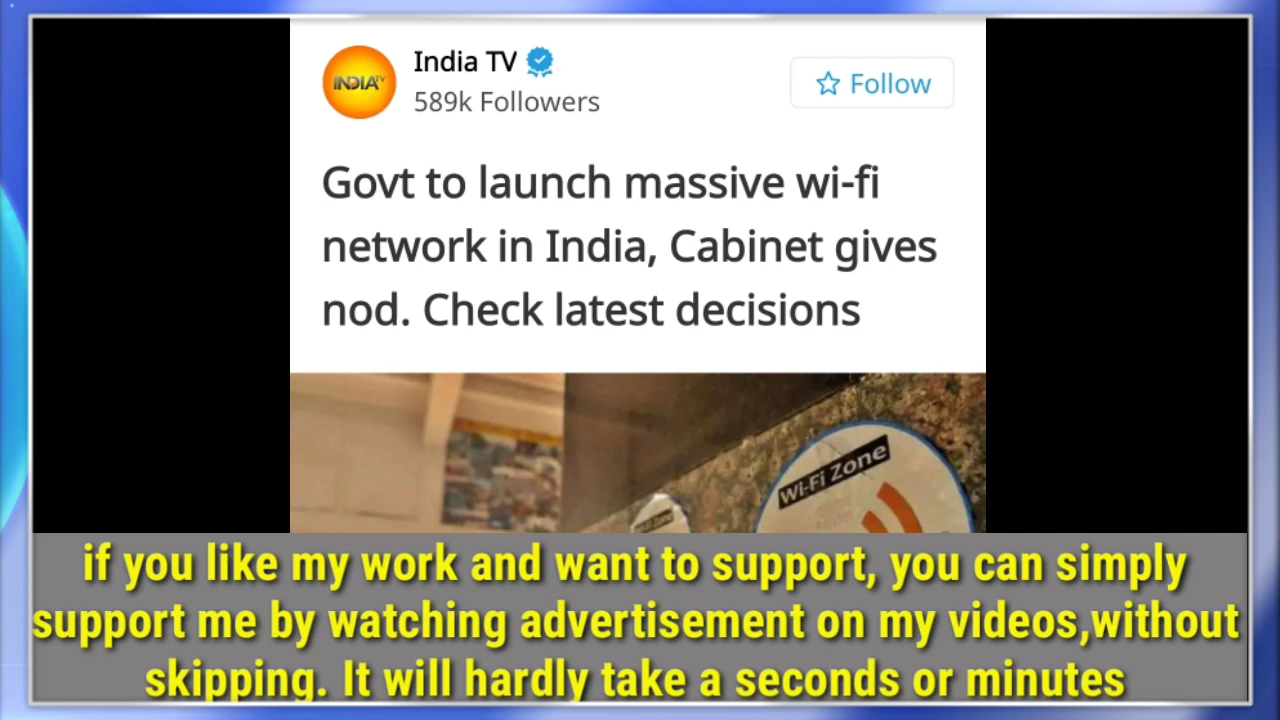 INDIA TV
India TV
589k Followers
Follow
Govt to launch massive wi-fi
network in India, Cabinet gives
nod. Check latest decisions
Wi-Fi Zone
Zone
if you like my work and want to support, you can simply
support me by watching advertisement on my videos,without
skipping. It will hardly take a seconds or minutes